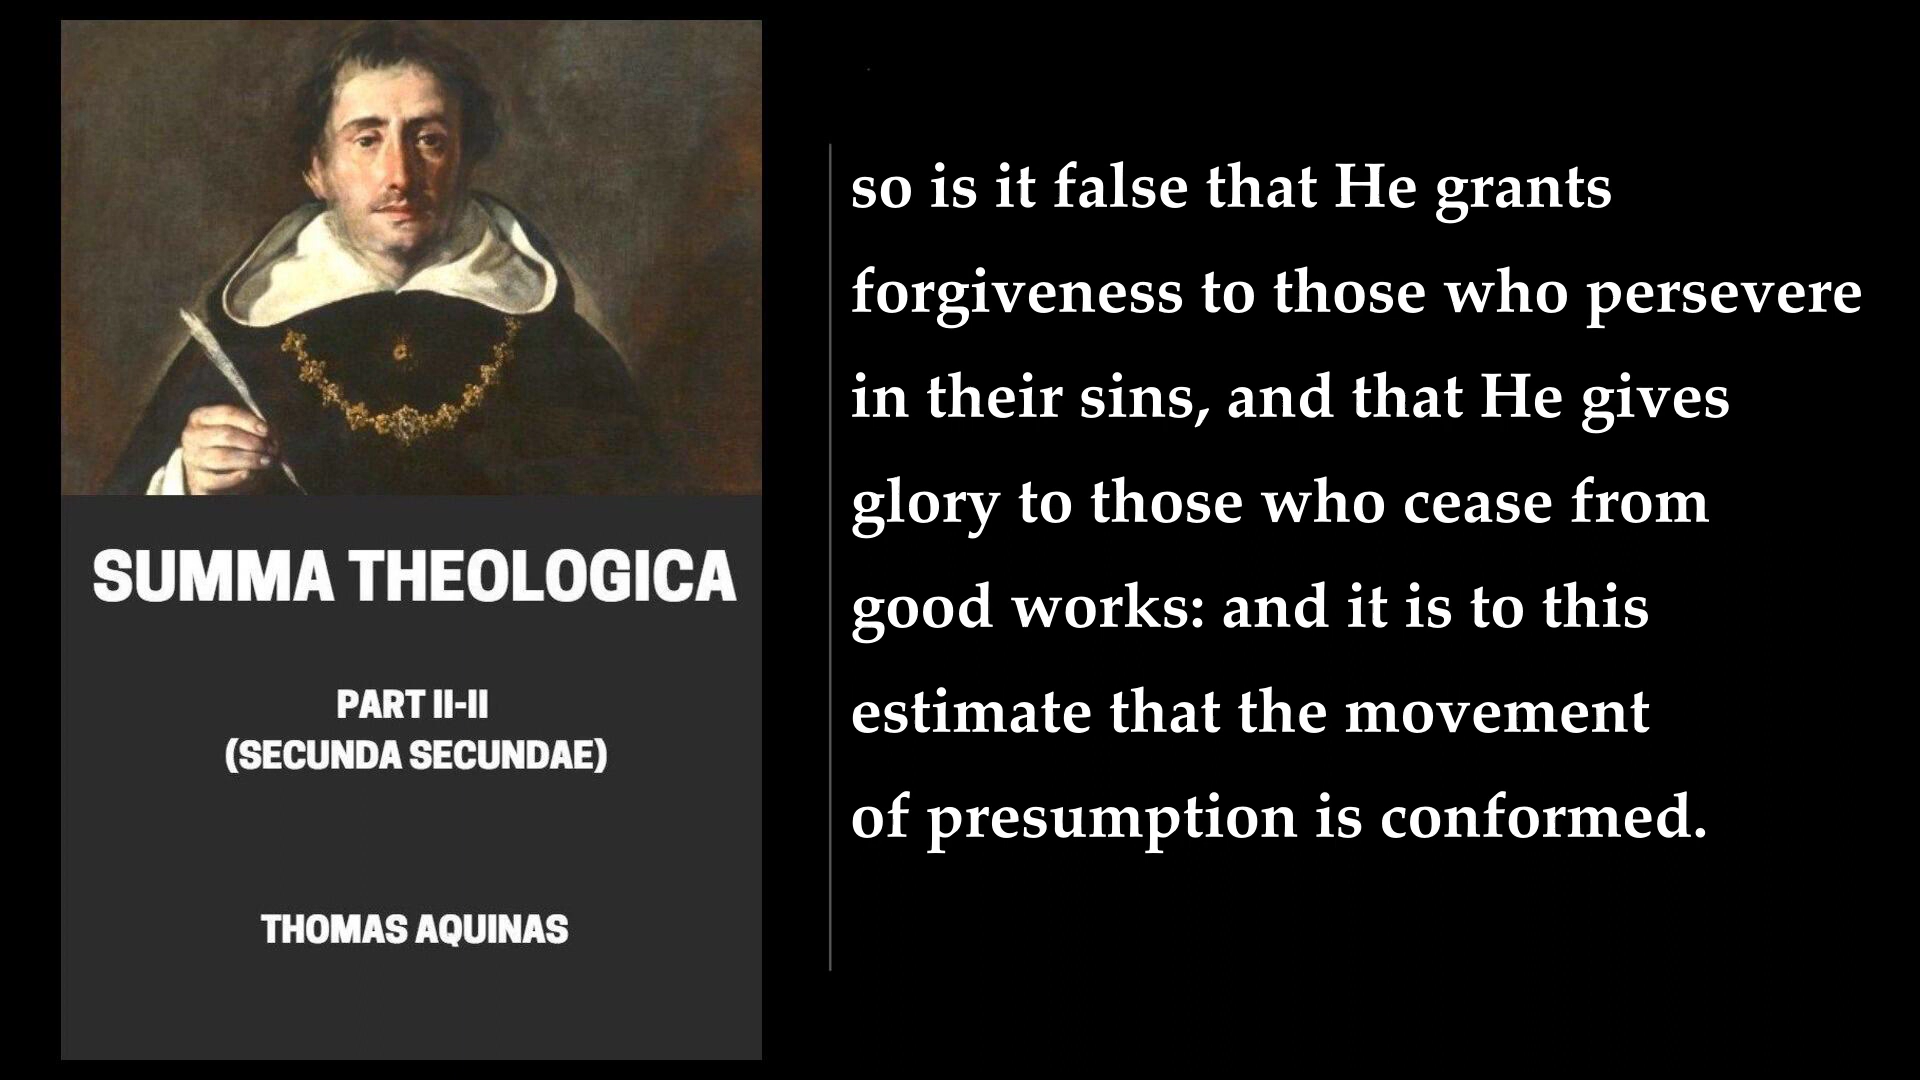 SUMMA THEOLOGICA
PART II-II
(SECUNDA SECUNDAE)
THOMAS AQUINAS
so is it false that He grants
forgiveness to those who persevere
in their sins, and that He gives
glory to those who cease from
good works: and it is to this
estimate that the movement
of presumption is conformed.